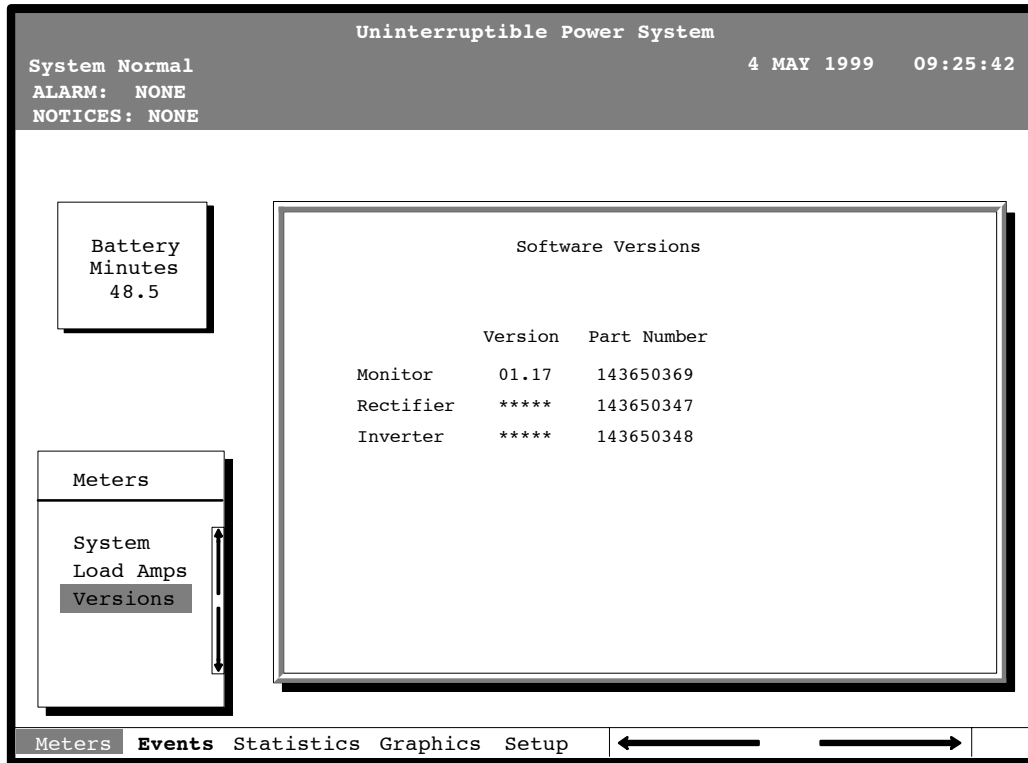 Uninterruptible Power System
System Normal 4 MAY 1999 09:25:42
ALARM: NONE
NOTICES: NONE
Battery
Minutes
48.5
Software Versions
Version Part Number
Monitor 01.17 143650369
Rectifier ***** 143650347
Inverter ***** 143650348
Meters
System
Load Amps
Versions
Meters Events Statistics Graphics Setup